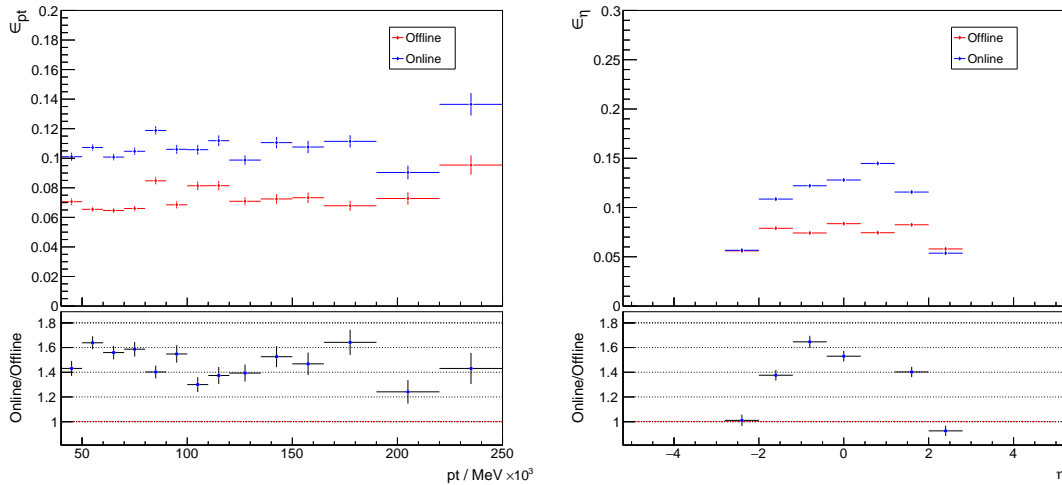 ∈pt
0.2
0.18
0.16
0.14
0.12
0.1
0.08
0.06
0.04
0.02
0
Offline
Online
Online/Offline
1.8
1.6
1.4
1.2
1
50 100 150 200 250
pt / MeV ×10³
∈η
0.3
0.25
0.2
0.15
0.1
0.05
0
Offline
Online
Online/Offline
1.8
1.6
1.4
1.2
1
−4 −2 0 2 4
η